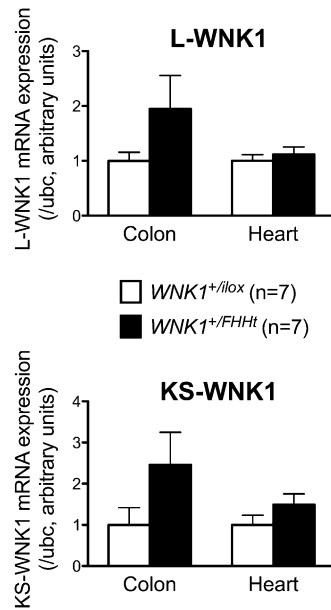 L-WNK1
L-WNK1 mRNA expression
(/ubc, arbitrary units)
3
2
1
0
Colon Heart
WNK1+/ilox (n=7)
WNK1+/FHHt (n=7)
KS-WNK1
KS-WNK1 mRNA expression
(/ubc, arbitrary units)
4
3
2
1
0
Colon Heart